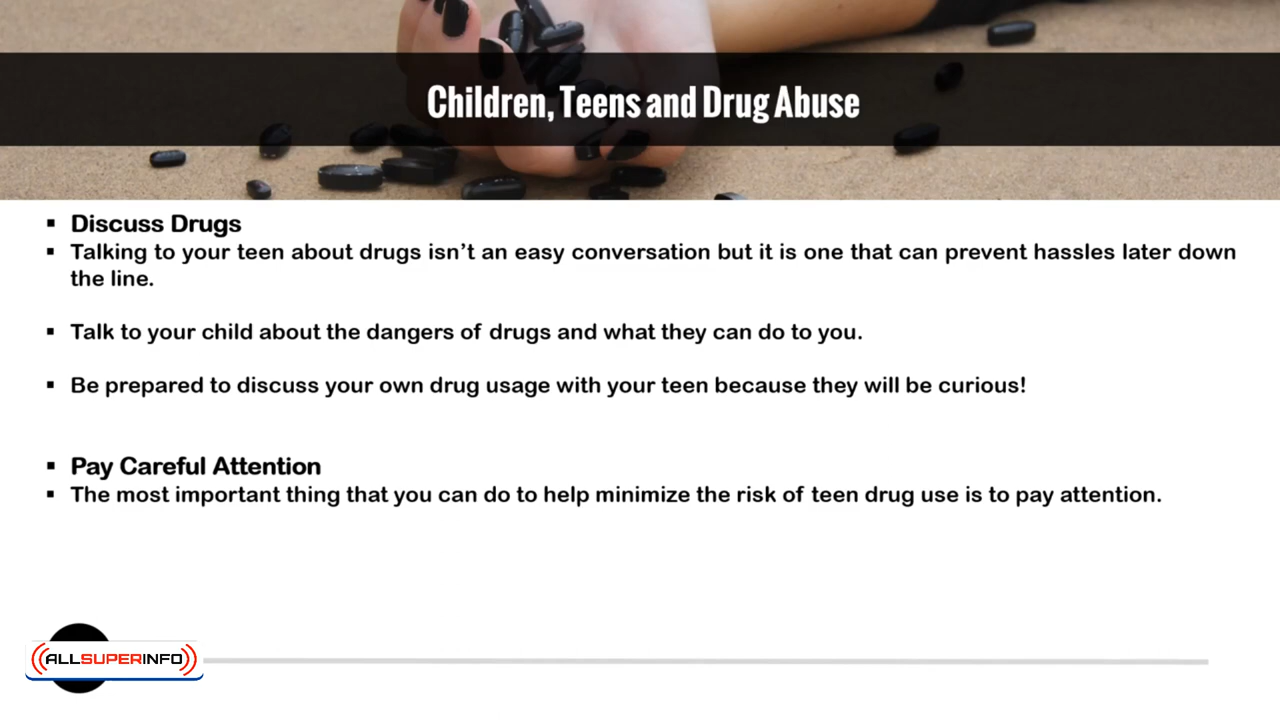 Children, Teens and Drug Abuse
▪ Discuss Drugs
▪ Talking to your teen about drugs isn’t an easy conversation but it is one that can prevent hassles later down
the line.
▪ Talk to your child about the dangers of drugs and what they can do to you.
▪ Be prepared to discuss your own drug usage with your teen because they will be curious!
▪ Pay Careful Attention
▪ The most important thing that you can do to help minimize the risk of teen drug use is to pay attention.
ALLSUPERINFO